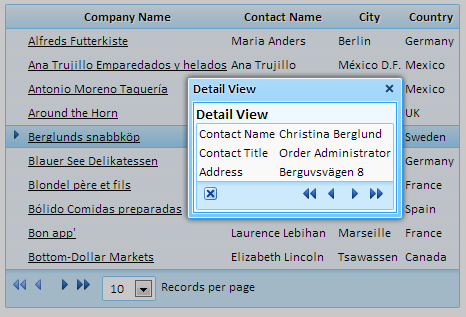 Company Name Contact Name City Country
Alfreds Futterkiste Maria Anders Berlin Germany
Ana Trujillo Emparedados y helados Ana Trujillo México D.F. Mexico
Antonio Moreno Taquería Mexico
Around the Horn UK
Berglunds snabbköp Sweden
Blauer See Delikatessen Germany
Blondel père et fils France
Bólido Comidas preparadas Spain
Bon app' Laurence Lebihan Marseille France
Bottom-Dollar Markets Elizabeth Lincoln Tsawassen Canada
10 Records per page
Detail View
Detail View
Contact Name Christina Berglund
Contact Title Order Administrator
Address Berguvsvägen 8